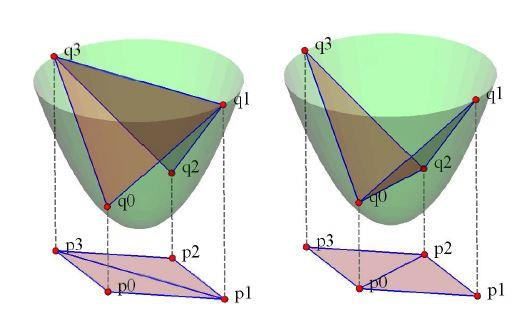 q3 q3
q1 q1
q2 q2
q0 q0
p3 p3
p2 p2
p0 p0
p1 p1